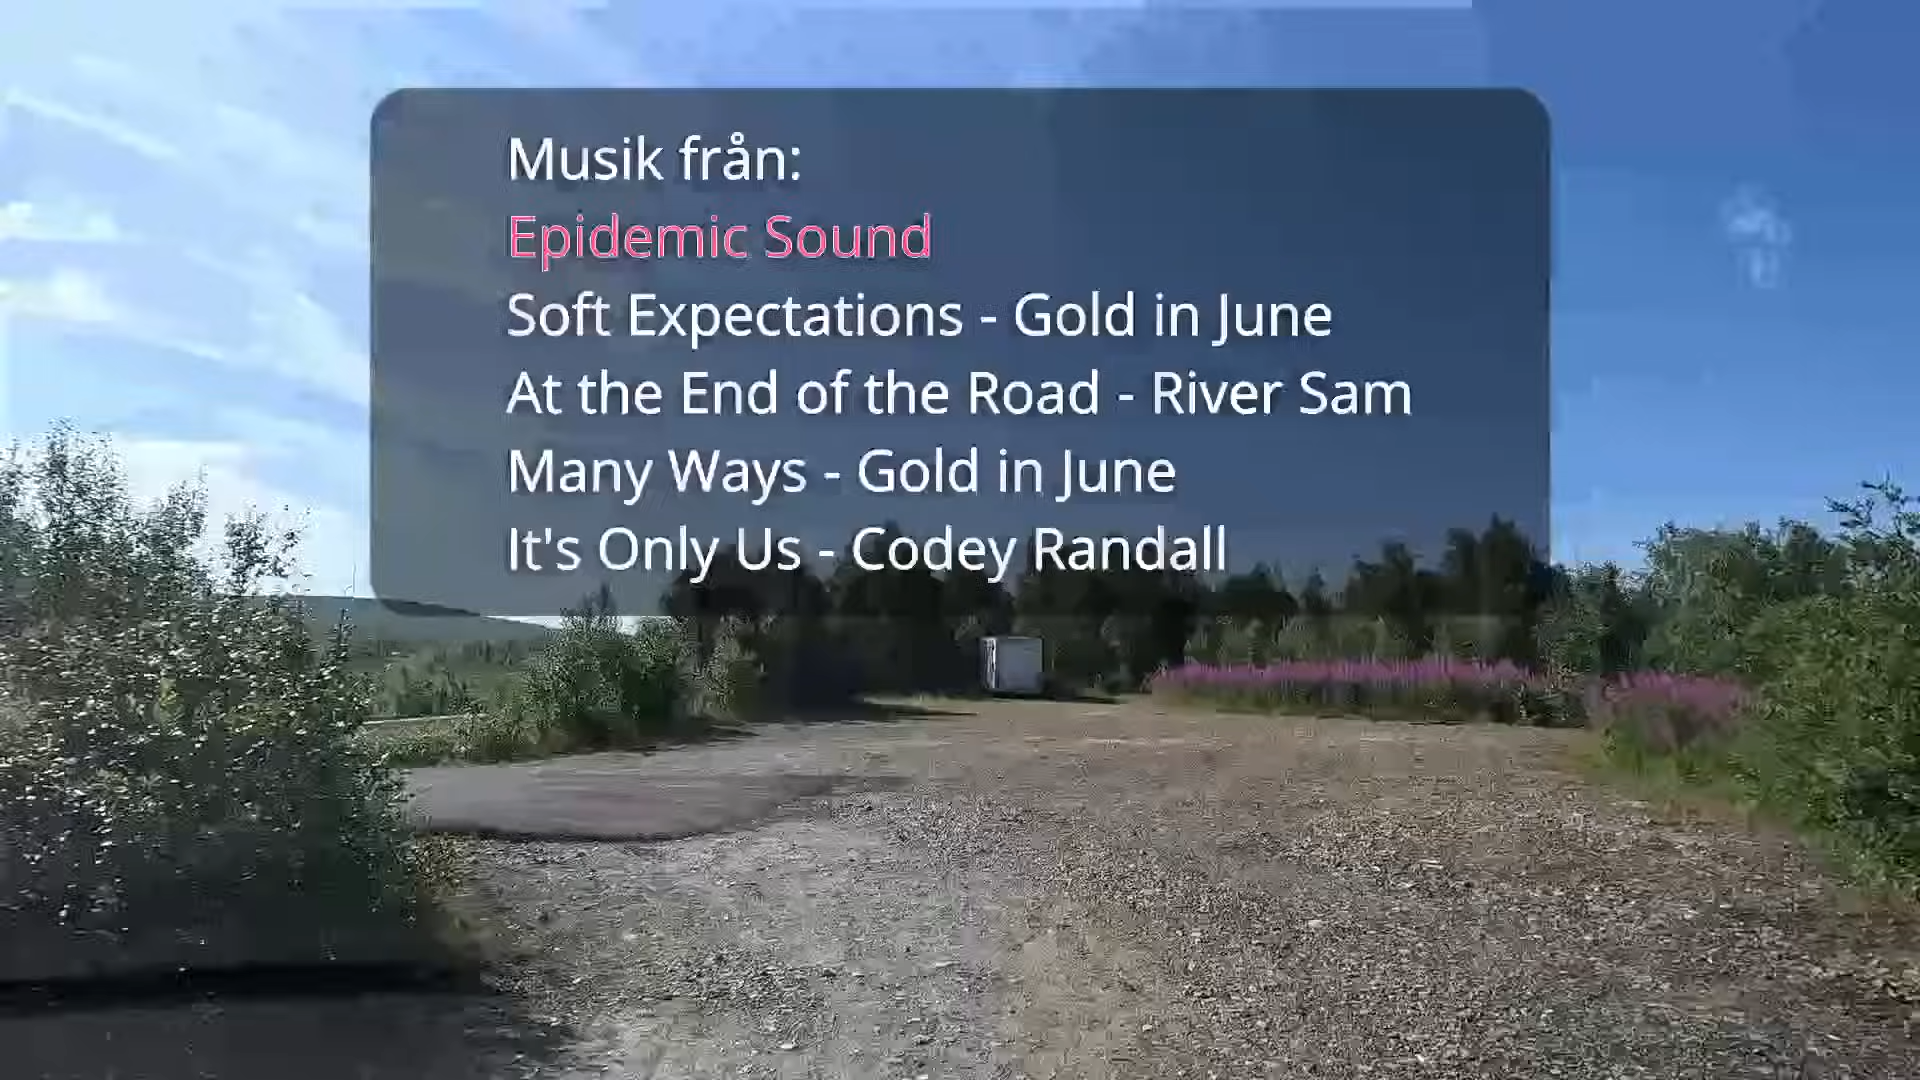 Musik från:
Epidemic Sound
Soft Expectations - Gold in June
At the End of the Road - River Sam
Many Ways - Gold in June
It's Only Us - Codey Randall